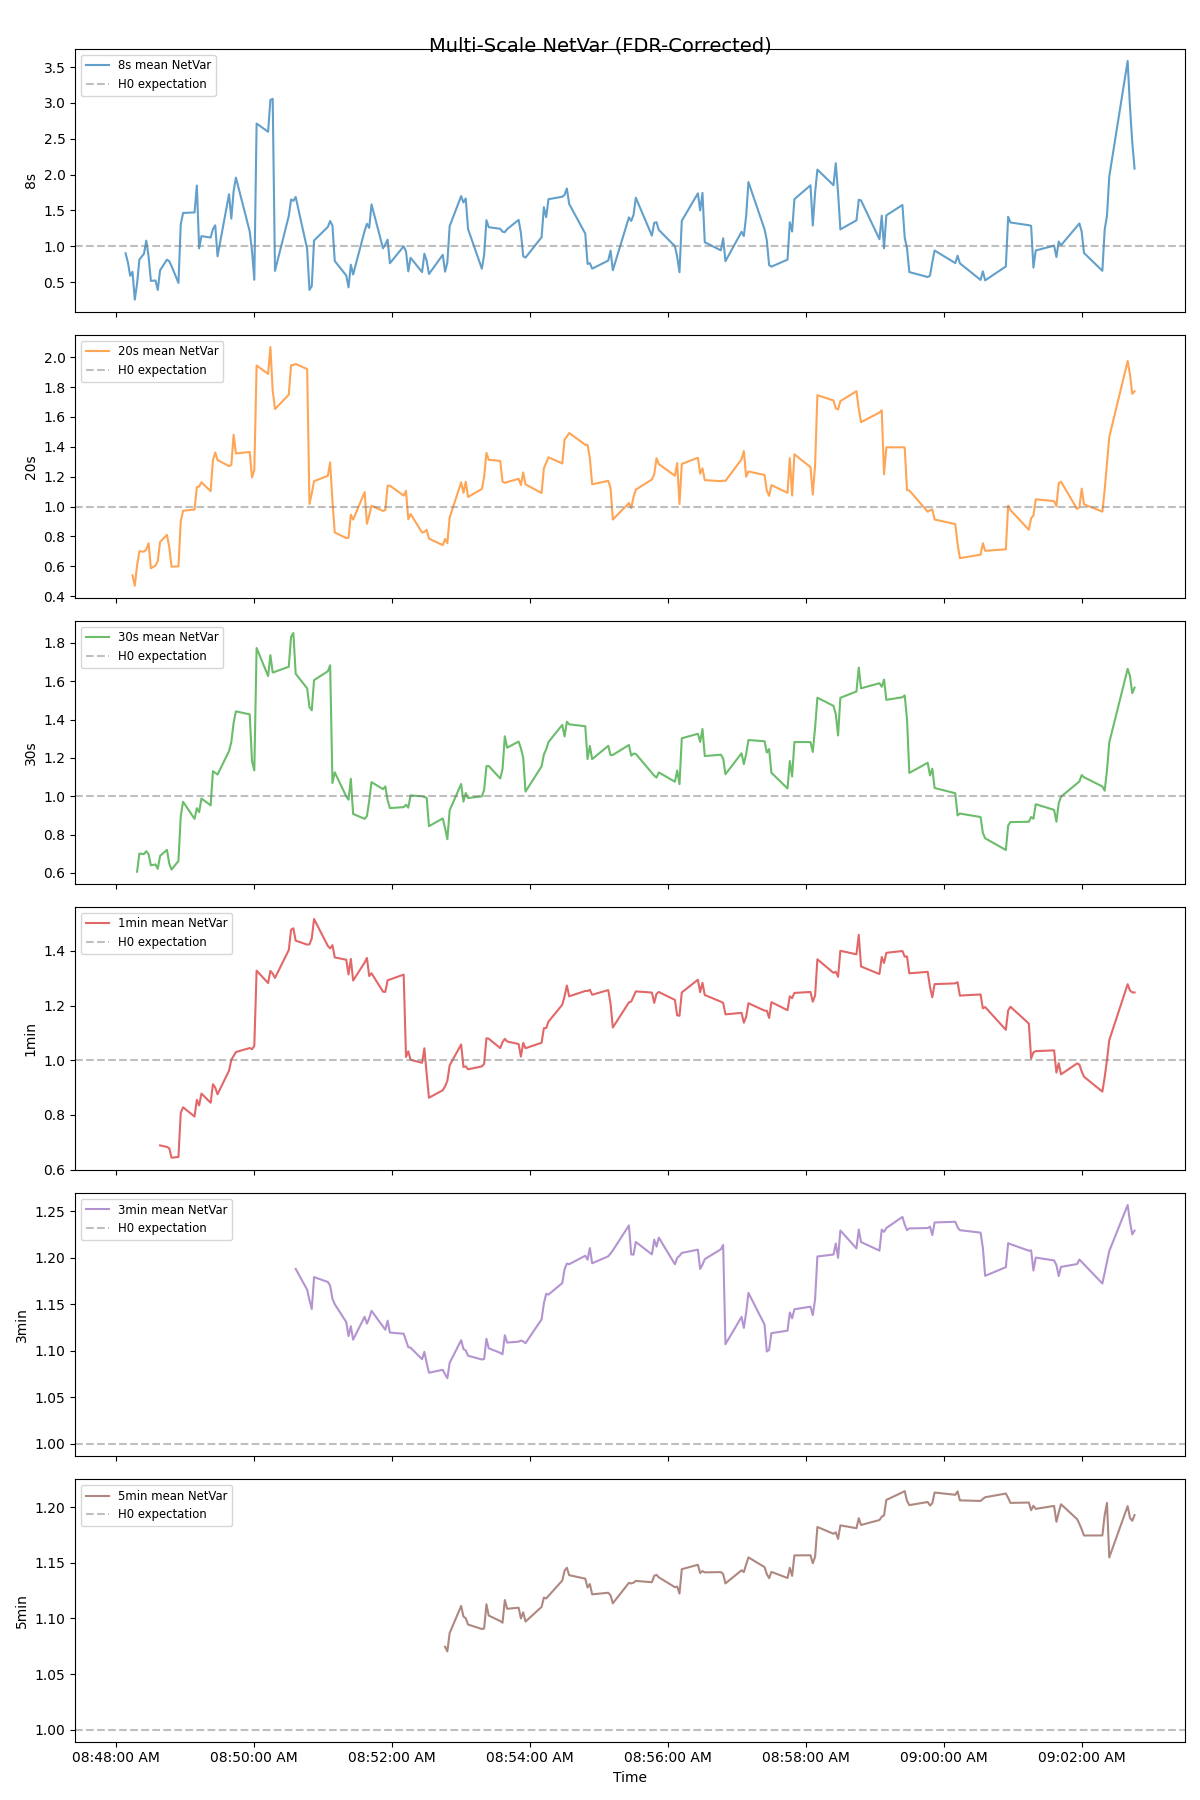 Multi-Scale NetVar (FDR-Corrected)
8s mean NetVar
H0 expectation
3.5
3.0
2.5
2.0
1.5
1.0
0.5
8s
20s mean NetVar
H0 expectation
2.0
1.8
1.6
1.4
1.2
1.0
0.8
0.6
0.4
20s
30s mean NetVar
H0 expectation
1.8
1.6
1.4
1.2
1.0
0.8
0.6
30s
1min mean NetVar
H0 expectation
1.4
1.2
1.0
0.8
0.6
1min
3min mean NetVar
H0 expectation
1.25
1.20
1.15
1.10
1.05
1.00
3min
5min mean NetVar
H0 expectation
1.20
1.15
1.10
1.05
1.00
5min
08:48:00 AM 08:50:00 AM 08:52:00 AM 08:54:00 AM 08:56:00 AM 08:58:00 AM 09:00:00 AM 09:02:00 AM
Time